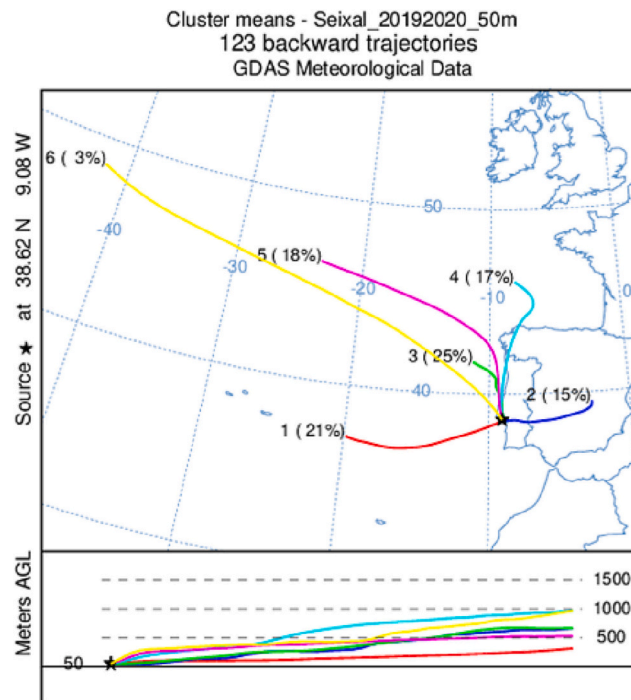 Cluster means - Seixal_20192020_50m
123 backward trajectories
GDAS Meteorological Data
Source ★ at 38.62 N 9.08 W
6 ( 3%)
50
-40
5 ( 18%)
-30
4 ( 17%)
-20
-10
0
3 ( 25%)
40
2 ( 15%)
1 ( 21%)
Meters AGL
1500
1000
500
50